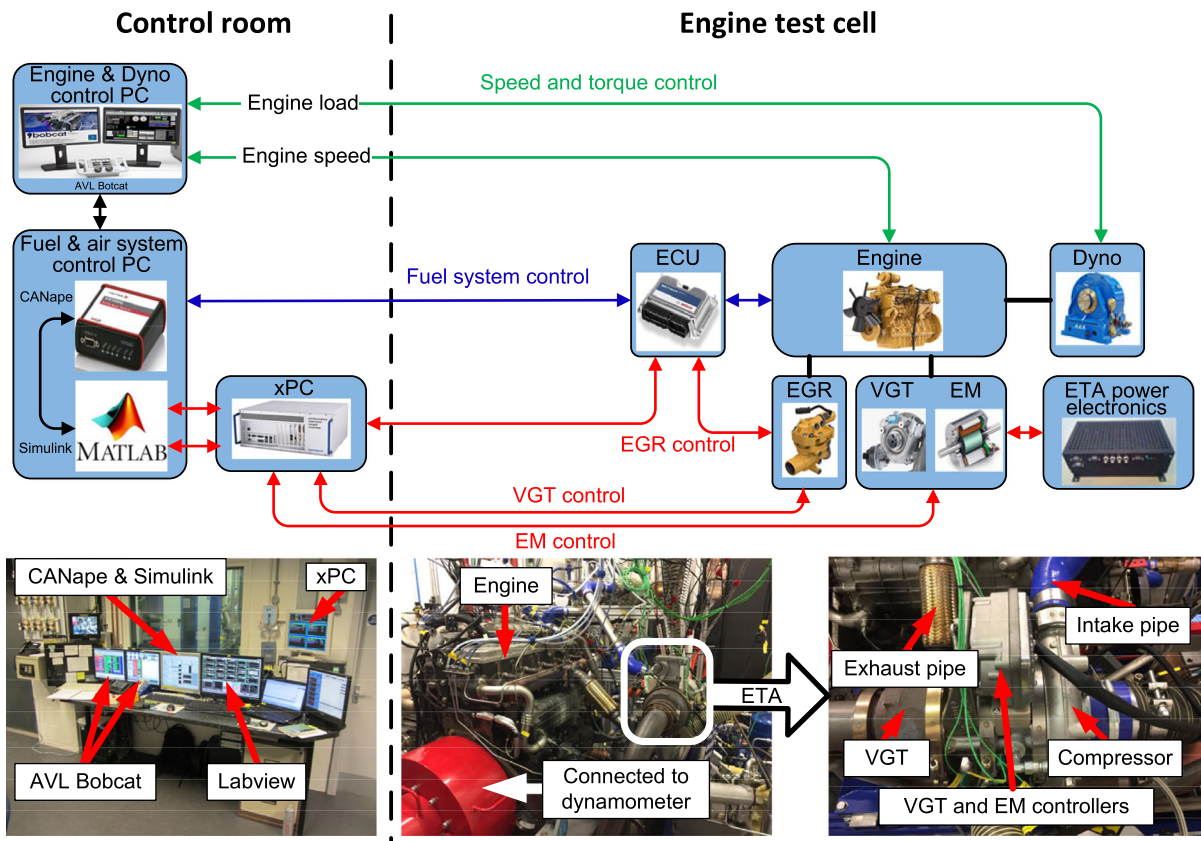 Control room
Engine test cell
Engine & Dyno
control PC
bobcat
AVL Botcat
Speed and torque control
Engine load
Engine speed
Fuel & air system
control PC
CANape
Simulink
MATLAB
xPC
Fuel system control
ECU
Engine
Dyno
EGR
VGT
EM
ETA power
electronics
EGR control
VGT control
EM control
CANape & Simulink
xPC
AVL Bobcat
Labview
Engine
Connected to
dynamometer
ETA
Intake pipe
Exhaust pipe
VGT
Compressor
VGT and EM controllers